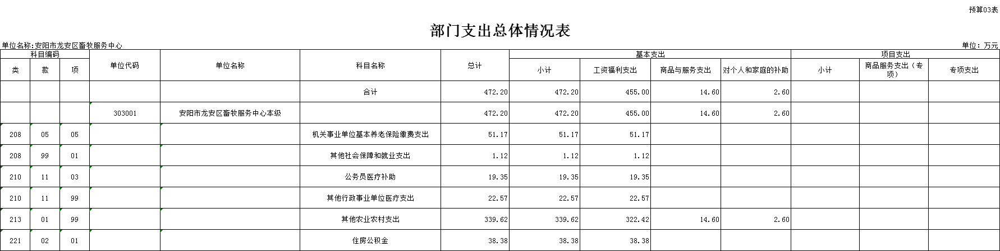 预算03表
部门支出总体情况表
单位名称:安阳市龙安区畜牧服务中心 单位：万元
科目编码 单位代码 单位名称 科目名称 总计 基本支出 项目支出
类 款 项 小计 工资福利支出 商品与服务支出 对个人和家庭的补助 小计 商品服务支出（专项） 专项支出
合计 472.20 472.20 455.00 14.60 2.60
303001 安阳市龙安区畜牧服务中心本级 472.20 472.20 455.00 14.60 2.60
208 05 05 机关事业单位基本养老保险缴费支出 51.17 51.17 51.17
208 99 01 其他社会保障和就业支出 1.12 1.12 1.12
210 11 03 公务员医疗补助 19.35 19.35 19.35
210 11 99 其他行政事业单位医疗支出 22.57 22.57 22.57
213 01 99 其他农业农村支出 339.62 339.62 322.42 14.60 2.60
221 02 01 住房公积金 38.38 38.38 38.38